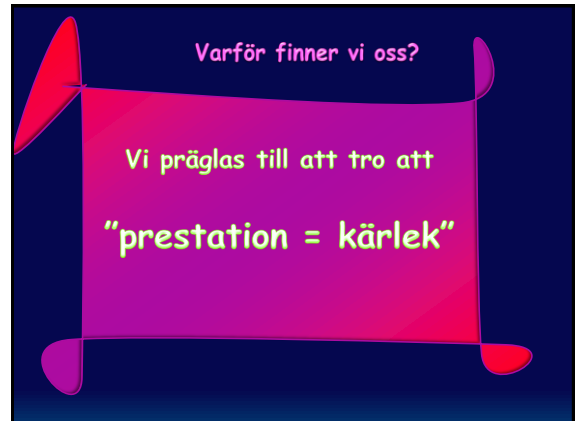 Varför finner vi oss?
Vi präglas till att tro att
”prestation = kärlek”